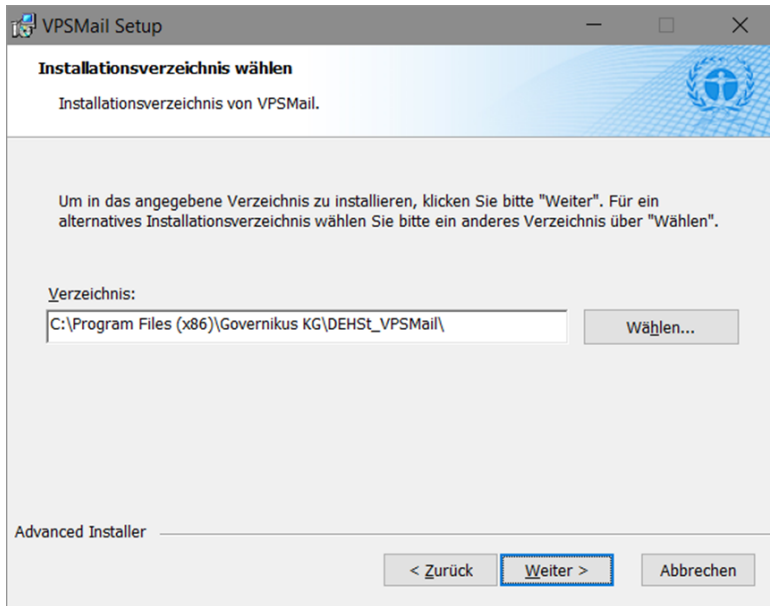 VPSMail Setup
Installationsverzeichnis wählen
Installationsverzeichnis von VPSMail.
Um in das angegebene Verzeichnis zu installieren, klicken Sie bitte "Weiter". Für ein
alternatives Installationsverzeichnis wählen Sie bitte ein anderes Verzeichnis über "Wählen".
Verzeichnis:
C:\Program Files (x86)\Governikus KG\DEHSt_VPSMail\
Wählen...
Advanced Installer
< Zurück
Weiter >
Abbrechen